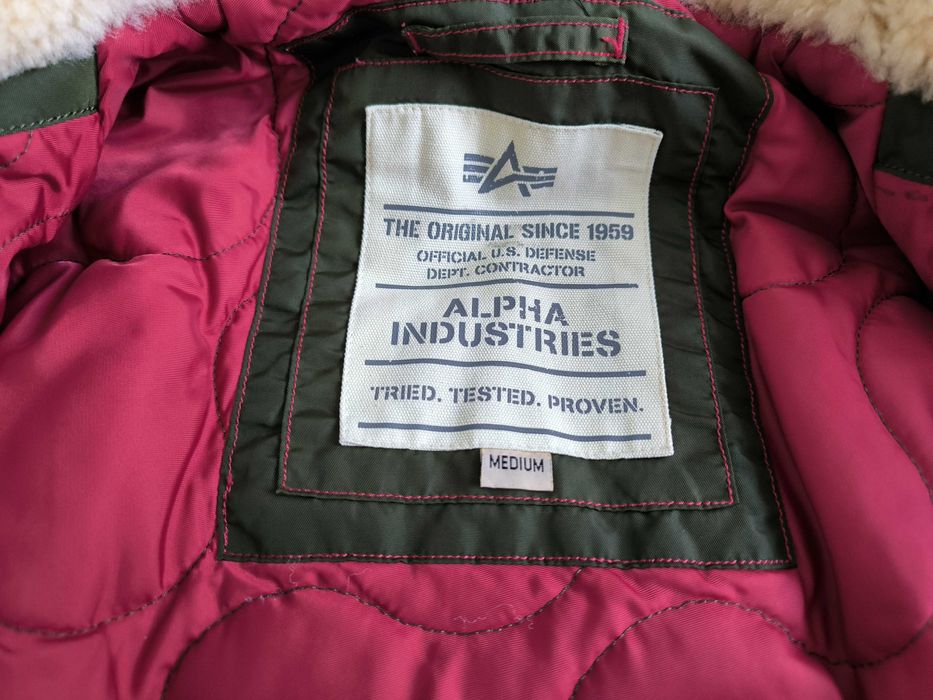 THE ORIGINAL SINCE 1959
OFFICIAL U.S. DEFENSE
DEPT. CONTRACTOR
ALPHA
INDUSTRIES
TRIED. TESTED. PROVEN.
MEDIUM